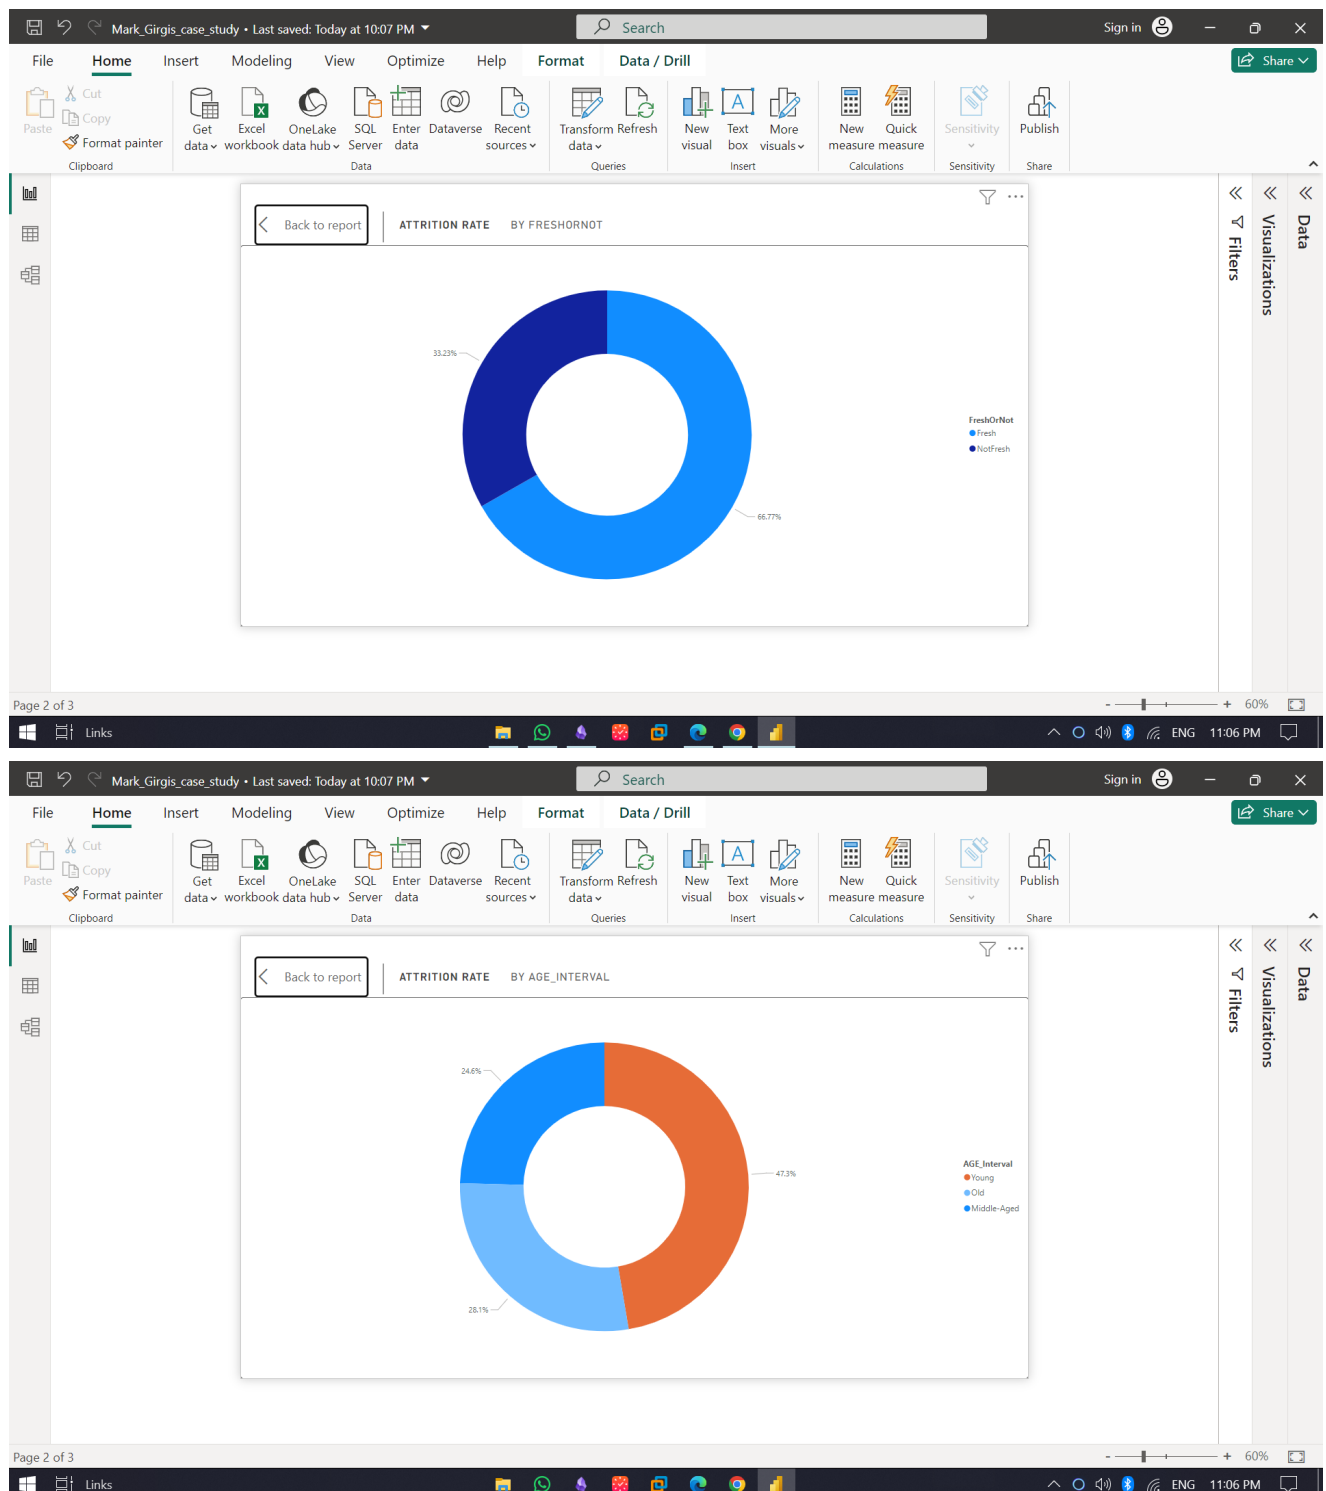 Mark_Girgis_case_study • Last saved: Today at 10:07 PM
Search
Sign in
File Home Insert Modeling View Optimize Help Format Data / Drill
Share
Paste
Cut
Copy
Format painter
Clipboard
Get data
Excel workbook
OneLake data hub
SQL Server
Enter data
Dataverse
Recent sources
Data
Transform data
Refresh
Queries
New visual
Text box
More visuals
Insert
New measure
Quick measure
Calculations
Sensitivity
Sensitivity
Publish
Share
Back to report
ATTRITION RATE BY FRESHORNOT
33.23%
66.77%
FreshOrNot
Fresh
NotFresh
Filters
Visualizations
Data
Page 2 of 3
- + 60%
Links
ENG 11:06 PM
Mark_Girgis_case_study • Last saved: Today at 10:07 PM
Search
Sign in
File Home Insert Modeling View Optimize Help Format Data / Drill
Share
Paste
Cut
Copy
Format painter
Clipboard
Get data
Excel workbook
OneLake data hub
SQL Server
Enter data
Dataverse
Recent sources
Data
Transform data
Refresh
Queries
New visual
Text box
More visuals
Insert
New measure
Quick measure
Calculations
Sensitivity
Sensitivity
Publish
Share
Back to report
ATTRITION RATE BY AGE_INTERVAL
24.6%
47.3%
28.1%
AGE_Interval
Young
Old
Middle-Aged
Filters
Visualizations
Data
Page 2 of 3
- + 60%
Links
ENG 11:06 PM